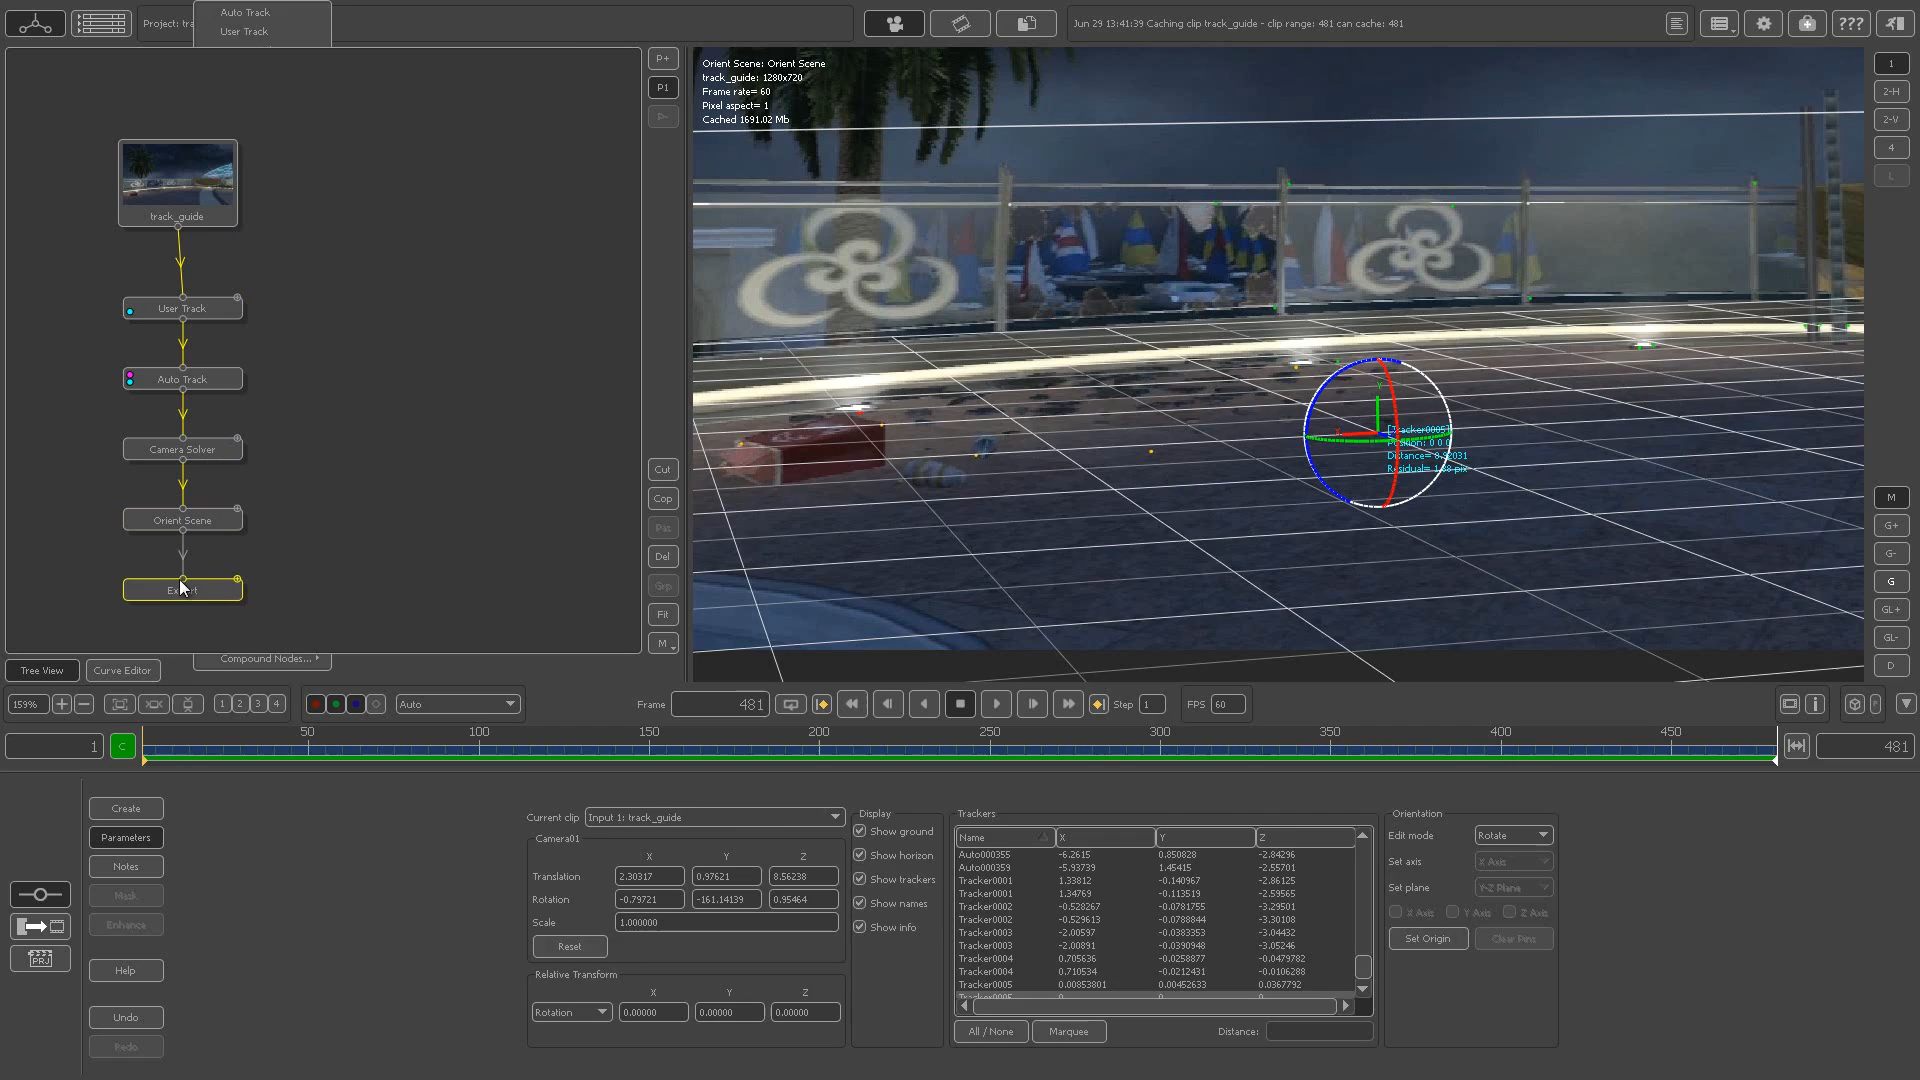 Auto Track
User Track
Project: tra
Jun 29 13:41:39 Caching clip track_guide - clip range: 481 can cache: 481
???
P+
P1
P-
Orient Scene: Orient Scene
track_guide: 1280x720
Frame rate= 60
Pixel aspect= 1
Cached 1691.02 Mb
1
2-H
2-V
4
L
track_guide
User Track
Auto Track
Camera Solver
Orient Scene
[Tracker0005]
Position: 0 0 0
Distance= 8.92031
Cut
Cop
Pas
Del
Grp
Fit
M
M
G+
G-
G
GL+
GL-
D
Compound Nodes...
Tree View
Curve Editor
159%
1 2 3 4
Auto
Frame 481
Step 1
FPS 60
1
C
50 100 150 200 250 300 350 400 450
481
Create
Parameters
Notes
Mask
Enhance
Help
Undo
Redo
PRJ
Current clip Input 1: track_guide
Camera01
X Y Z
Translation 2.30317 0.97621 8.56238
Rotation -0.79721 -161.14139 0.95464
Scale 1.000000
Reset
Relative Transform
X Y Z
Rotation 0.00000 0.00000 0.00000
Display
Show ground
Show horizon
Show trackers
Show names
Show info
Trackers
Name X Y Z
Auto000355 -6.2615 0.850828 -2.84296
Auto000359 -5.93739 1.45415 -2.55701
Tracker0001 1.33812 -0.140967 -2.86125
Tracker0001 1.34769 -0.113519 -2.59565
Tracker0002 -0.528267 -0.0781755 -3.29501
Tracker0002 -0.529613 -0.0788844 -3.30108
Tracker0003 -2.00597 -0.0383353 -3.04432
Tracker0003 -2.00891 -0.0390948 -3.05246
Tracker0004 0.705636 -0.0258877 -0.0479782
Tracker0004 0.710534 -0.0212431 -0.0106288
Tracker0005 0.00853801 0.00452633 0.0367792
All / None
Marquee
Distance:
Orientation
Edit mode Rotate
Set axis X Axis
Set plane Y-Z Plane
X Axis Y Axis Z Axis
Set Origin
Clear Pins